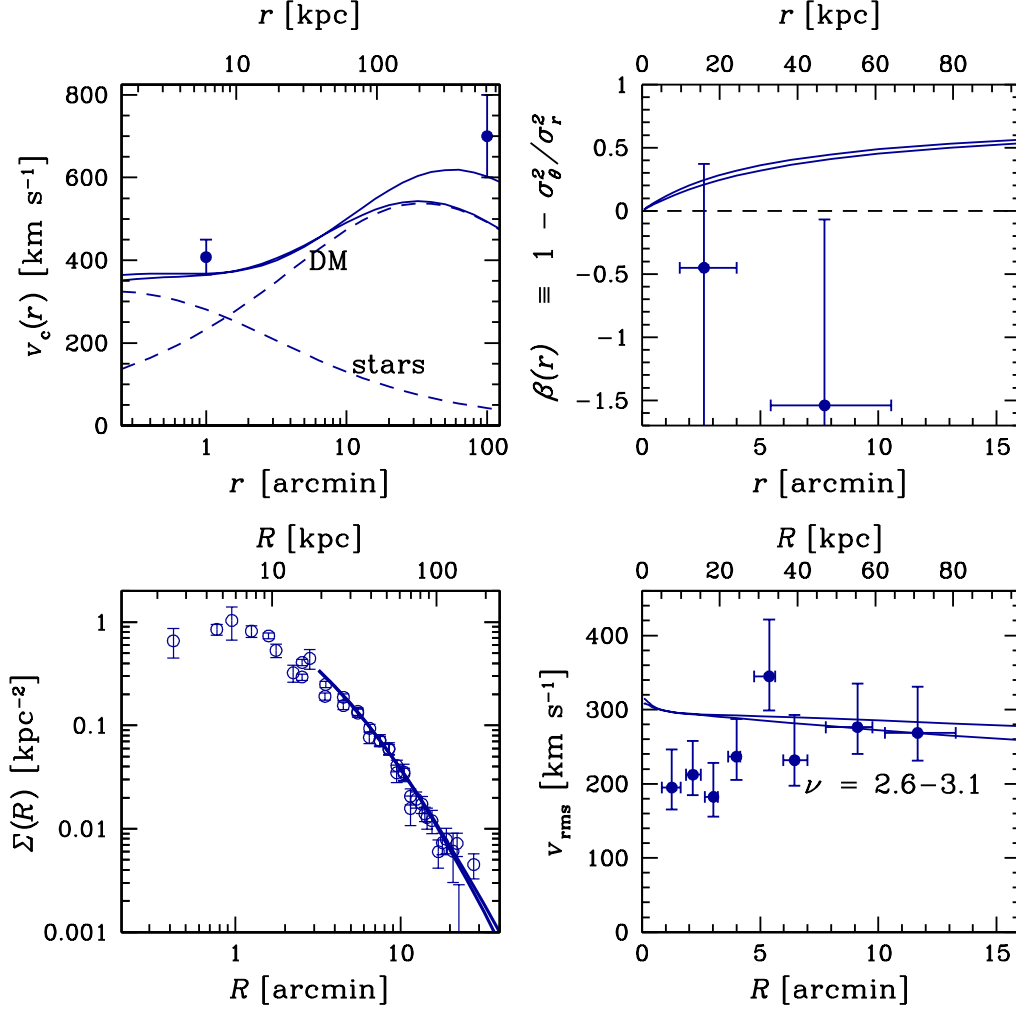 r [kpc]
10 100
800
600
400
200
0
v_c(r) [km s⁻¹]
DM
stars
1 10 100
r [arcmin]
r [kpc]
0 20 40 60 80
1
0.5
0
−0.5
−1
−1.5
β(r) ≡ 1 − σ²_θ/σ²_r
0 5 10 15
r [arcmin]
R [kpc]
10 100
1
0.1
0.01
0.001
Σ(R) [kpc⁻²]
1 10
R [arcmin]
R [kpc]
0 20 40 60 80
400
300
200
100
0
v_rms [km s⁻¹]
ν = 2.6−3.1
0 5 10 15
R [arcmin]